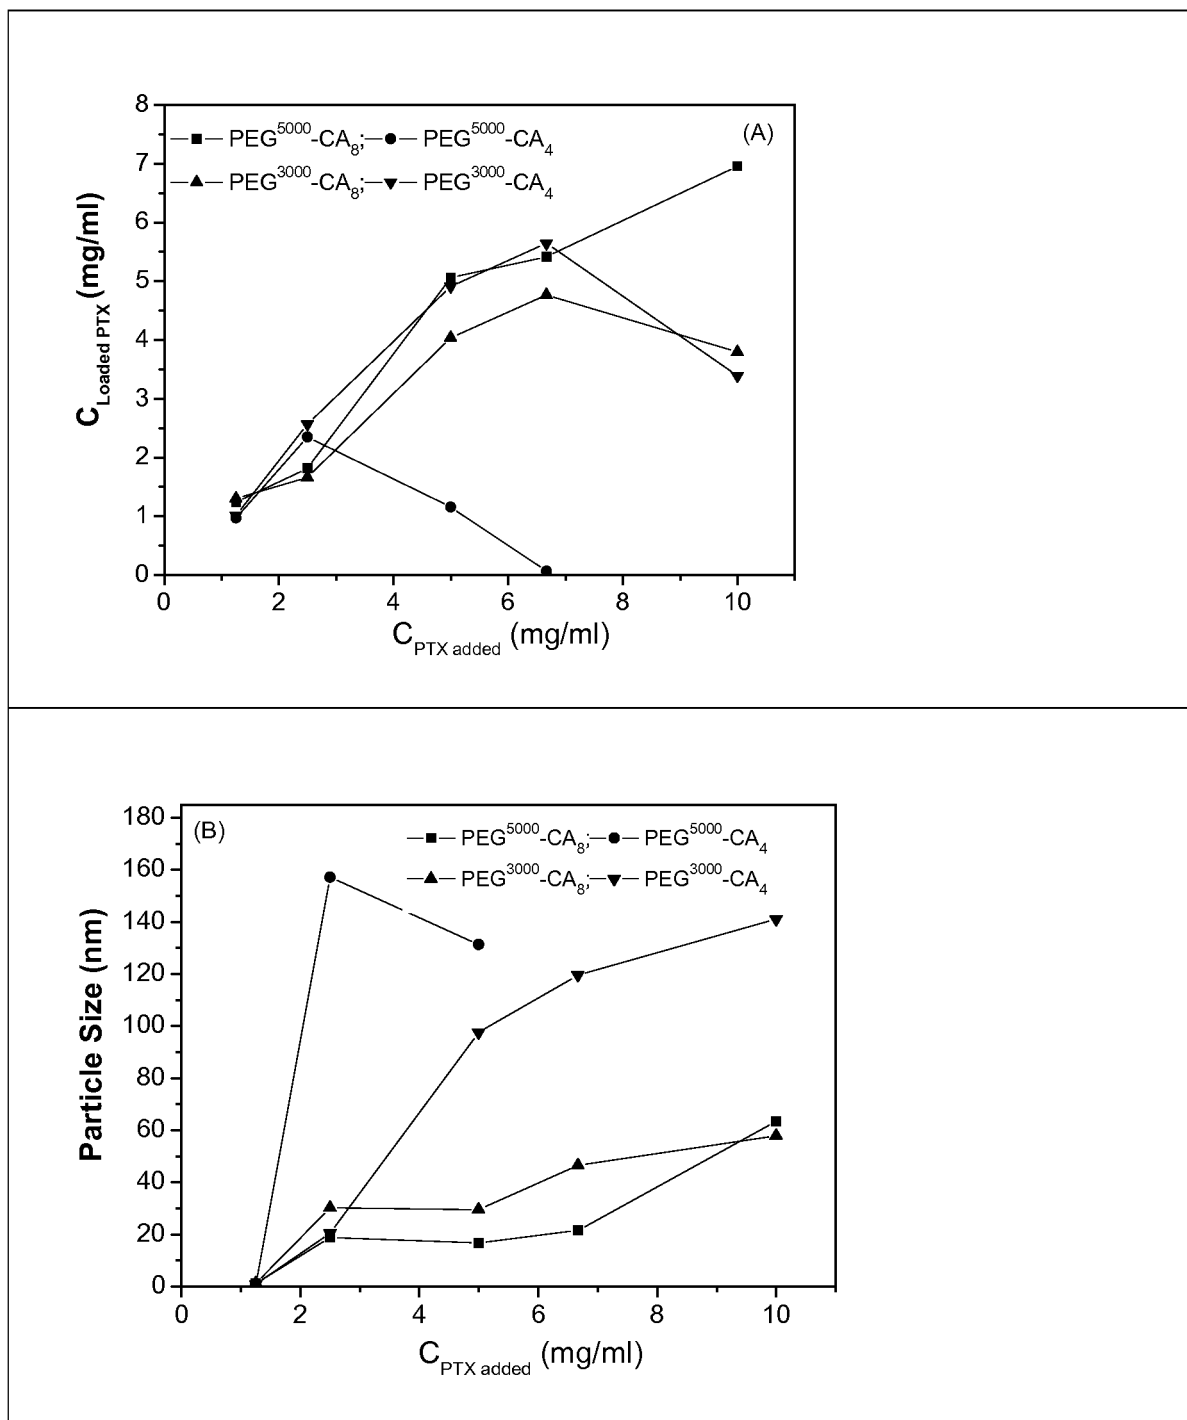 (A)
PEG5000-CA8; PEG5000-CA4
PEG3000-CA8; PEG3000-CA4
8
7
6
5
4
3
2
1
0
CLoaded PTX (mg/ml)
0 2 4 6 8 10
CPTX added (mg/ml)
(B)
PEG5000-CA8; PEG5000-CA4
PEG3000-CA8; PEG3000-CA4
180
160
140
120
100
80
60
40
20
0
Particle Size (nm)
0 2 4 6 8 10
CPTX added (mg/ml)